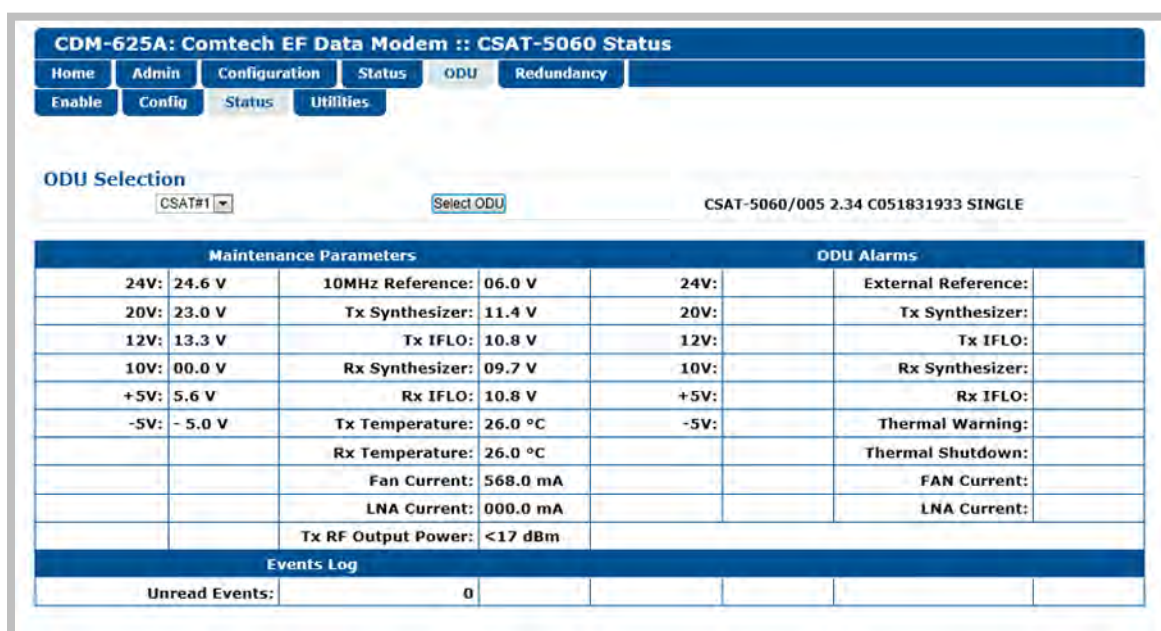 CDM-625A: Comtech EF Data Modem :: CSAT-5060 Status
Home Admin Configuration Status ODU Redundancy
Enable Config Status Utilities
ODU Selection
CSAT#1 Select ODU CSAT-5060/005 2.34 C051831933 SINGLE
Maintenance Parameters ODU Alarms
24V: 24.6 V 10MHz Reference: 06.0 V 24V: External Reference:
20V: 23.0 V Tx Synthesizer: 11.4 V 20V: Tx Synthesizer:
12V: 13.3 V Tx IFLO: 10.8 V 12V: Tx IFLO:
10V: 00.0 V Rx Synthesizer: 09.7 V 10V: Rx Synthesizer:
+5V: 5.6 V Rx IFLO: 10.8 V +5V: Rx IFLO:
-5V: - 5.0 V Tx Temperature: 26.0 °C -5V: Thermal Warning:
Rx Temperature: 26.0 °C Thermal Shutdown:
Fan Current: 568.0 mA FAN Current:
LNA Current: 000.0 mA LNA Current:
Tx RF Output Power: <17 dBm
Events Log
Unread Events: 0